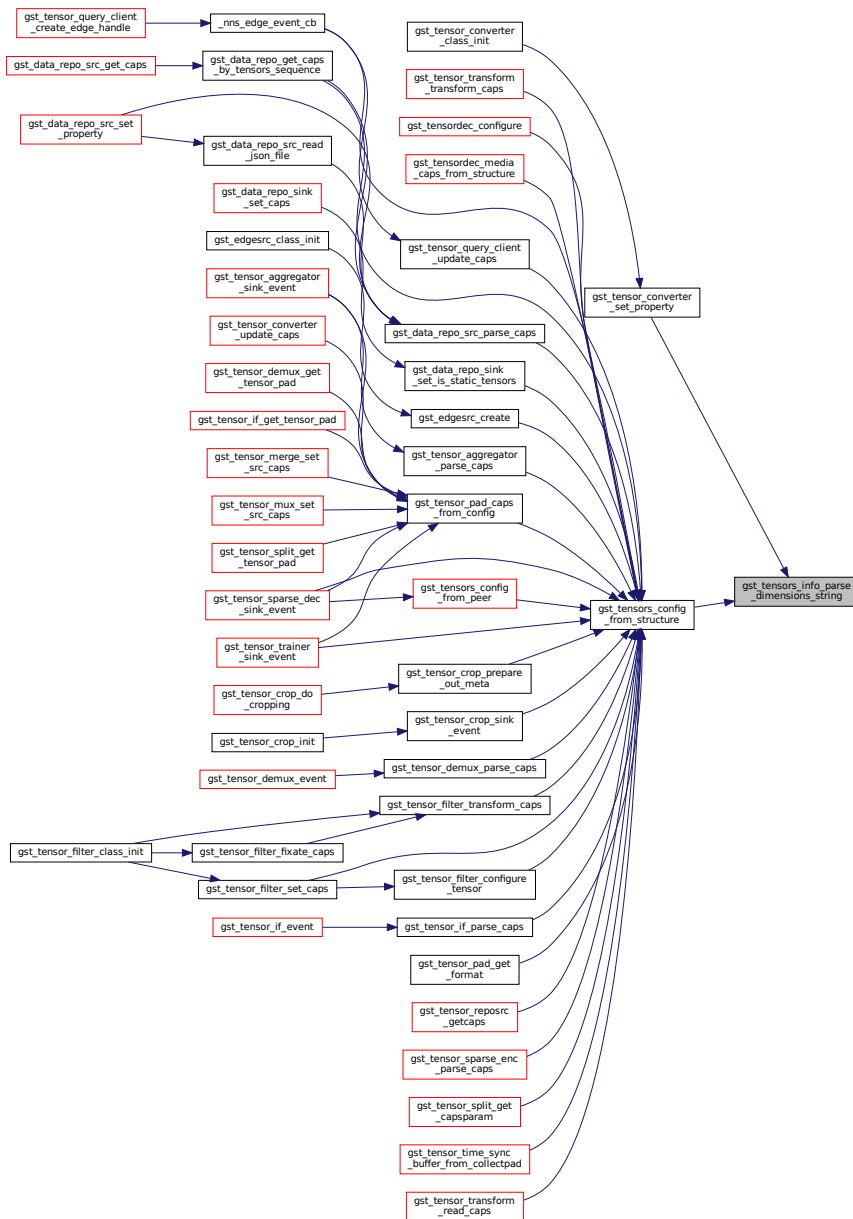 gst_tensor_query_client
_create_edge_handle
_nns_edge_event_cb
gst_data_repo_src_get_caps
gst_data_repo_get_caps
_by_tensors_sequence
gst_data_repo_src_set
_property
gst_data_repo_src_read
_json_file
gst_data_repo_sink
_set_caps
gst_edgesrc_class_init
gst_tensor_aggregator
_sink_event
gst_tensor_converter
_update_caps
gst_tensor_demux_get
_tensor_pad
gst_tensor_if_get_tensor_pad
gst_tensor_merge_set
_src_caps
gst_tensor_mux_set
_src_caps
gst_tensor_split_get
_tensor_pad
gst_tensor_sparse_dec
_sink_event
gst_tensor_trainer
_sink_event
gst_tensor_crop_do
_cropping
gst_tensor_crop_init
gst_tensor_demux_event
gst_tensor_filter_class_init
gst_tensor_filter_fixate_caps
gst_tensor_filter_set_caps
gst_tensor_if_event
gst_tensor_converter
_class_init
gst_tensor_transform
_transform_caps
gst_tensordec_configure
gst_tensordec_media
_caps_from_structure
gst_tensor_query_client
_update_caps
gst_data_repo_src_parse_caps
gst_data_repo_sink
_set_is_static_tensors
gst_edgesrc_create
gst_tensor_aggregator
_parse_caps
gst_tensor_pad_caps
_from_config
gst_tensors_config
_from_peer
gst_tensor_crop_prepare
_out_meta
gst_tensor_crop_sink
_event
gst_tensor_demux_parse_caps
gst_tensor_filter_transform_caps
gst_tensor_filter_configure
_tensor
gst_tensor_if_parse_caps
gst_tensor_pad_get
_format
gst_tensor_reposrc
_getcaps
gst_tensor_sparse_enc
_parse_caps
gst_tensor_split_get
_capsparam
gst_tensor_time_sync
_buffer_from_collectpad
gst_tensor_transform
_read_caps
gst_tensor_converter
_set_property
gst_tensors_config
_from_structure
gst_tensors_info_parse
_dimensions_string